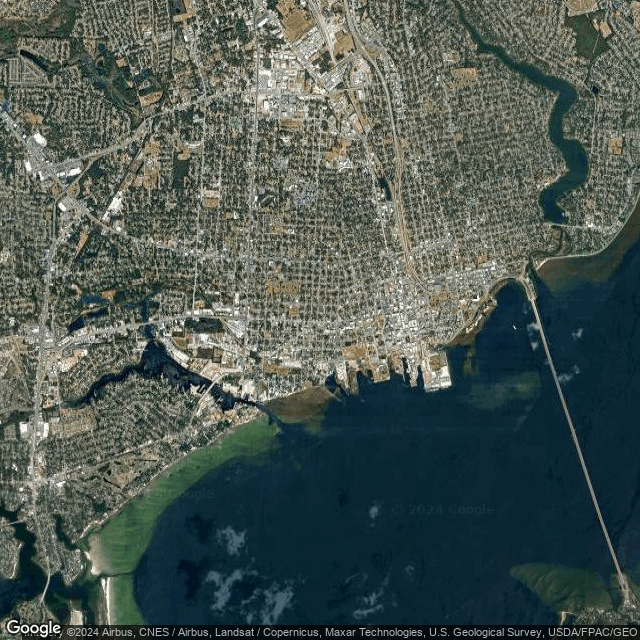 © 2024 Google
Google
©2024 Airbus, CNES / Airbus, Landsat / Copernicus, Maxar Technologies, U.S. Geological Survey, USDA/FPAC/GEO